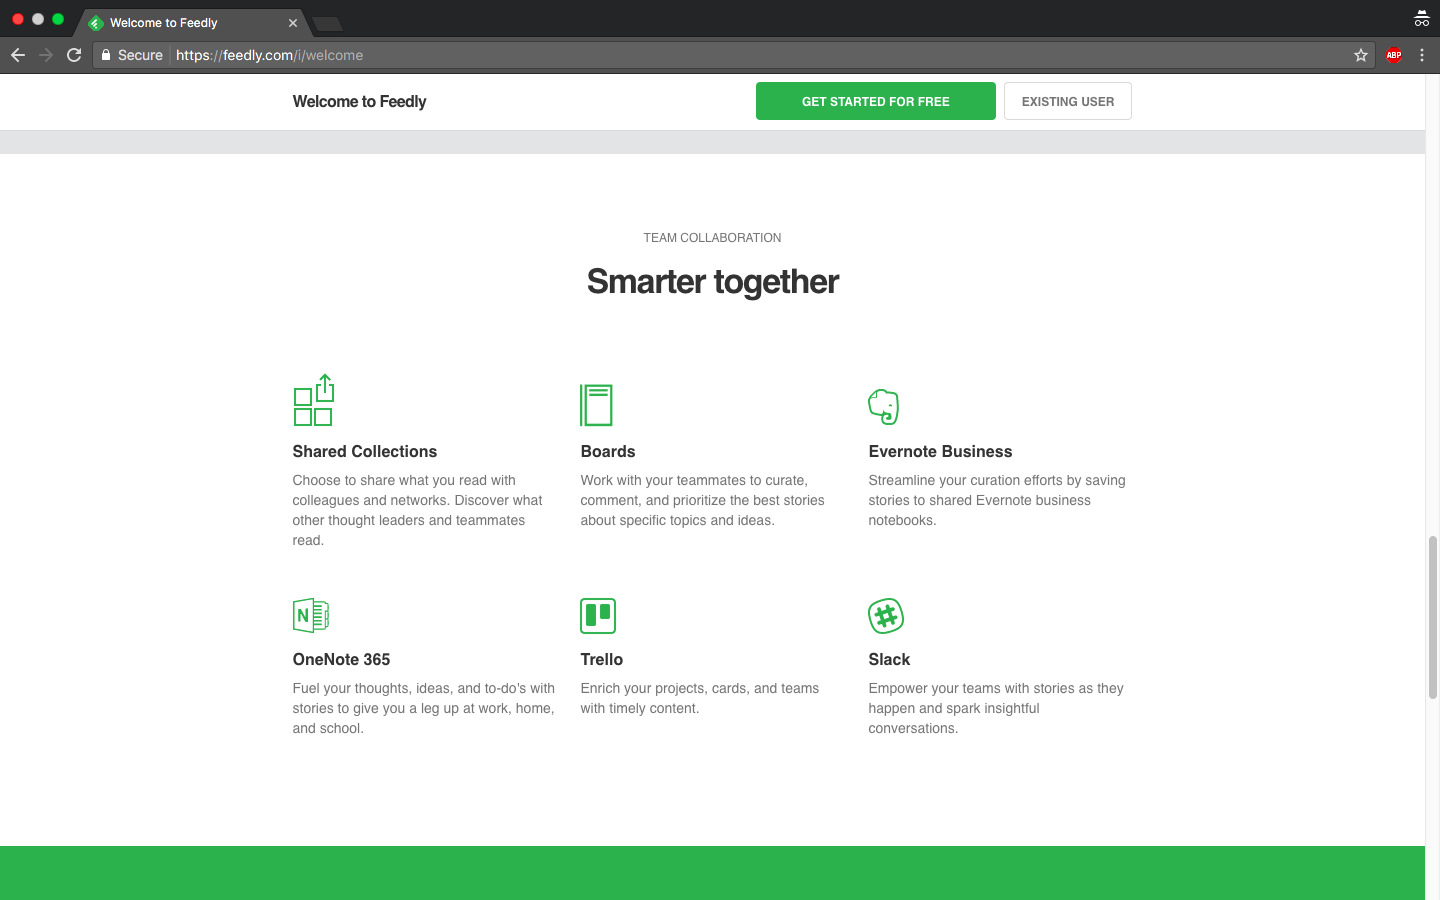 Welcome to Feedly
Secure
https://feedly.com/i/welcome
ABP
Welcome to Feedly
GET STARTED FOR FREE
EXISTING USER
TEAM COLLABORATION
Smarter together
Shared Collections
Choose to share what you read with
colleagues and networks. Discover what
other thought leaders and teammates
read.
Boards
Work with your teammates to curate,
comment, and prioritize the best stories
about specific topics and ideas.
Evernote Business
Streamline your curation efforts by saving
stories to shared Evernote business
notebooks.
N
OneNote 365
Fuel your thoughts, ideas, and to-do's with
stories to give you a leg up at work, home,
and school.
Trello
Enrich your projects, cards, and teams
with timely content.
Slack
Empower your teams with stories as they
happen and spark insightful
conversations.